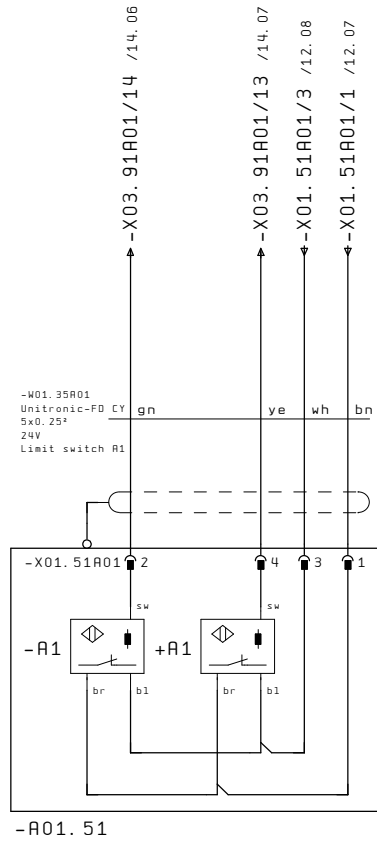 -X03.91A01/14 /14.06
-X03.91A01/13 /14.07
-X01.51A01/3 /12.08
-X01.51A01/1 /12.07
-W01.35A01
Unitronic-FD CY
5x0.25²
24V
Limit switch A1
gn
ye
wh
bn
-X01.51A01
2
4
3
1
sw
sw
-A1
+A1
br
bl
br
bl
-A01.51